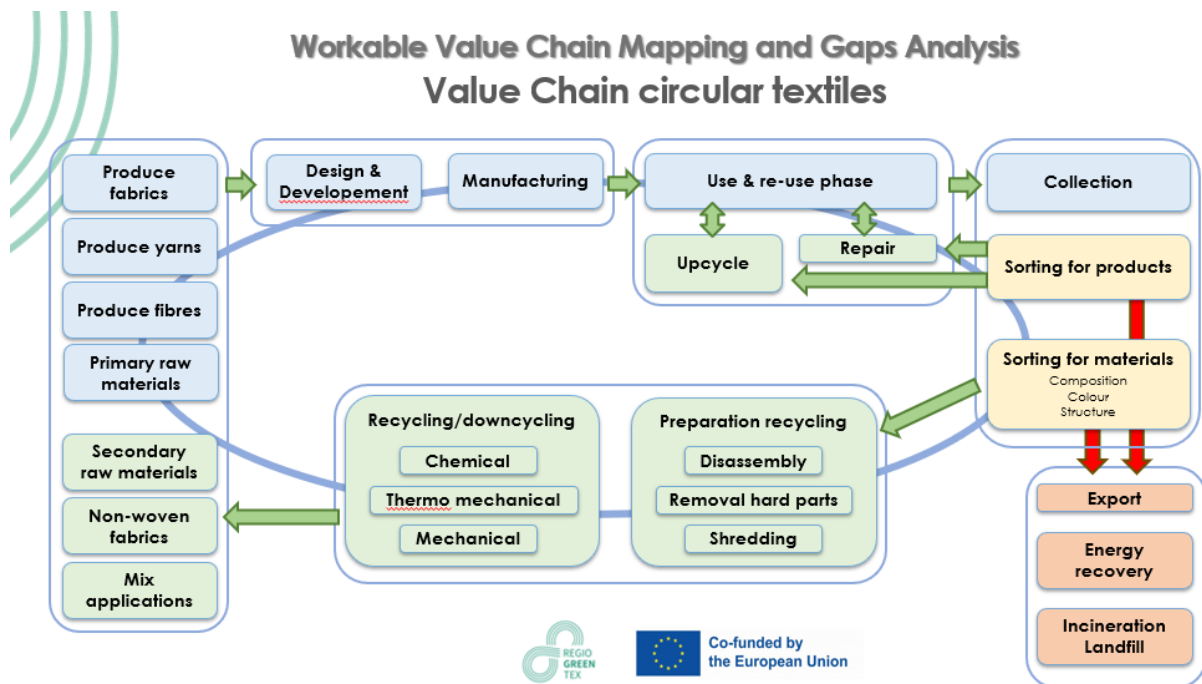 Workable Value Chain Mapping and Gaps Analysis
Value Chain circular textiles
Produce
fabrics
Produce yarns
Produce fibres
Primary raw
materials
Secondary
raw materials
Non-woven
fabrics
Mix
applications
Design &
Developement
Manufacturing
Use & re-use phase
Upcycle
Repair
Collection
Sorting for products
Sorting for materials
Composition
Colour
Structure
Recycling/downcycling
Chemical
Thermo mechanical
Mechanical
Preparation recycling
Disassembly
Removal hard parts
Shredding
Export
Energy
recovery
Incineration
Landfill
REGIO
GREEN
TEX
Co-funded by
the European Union